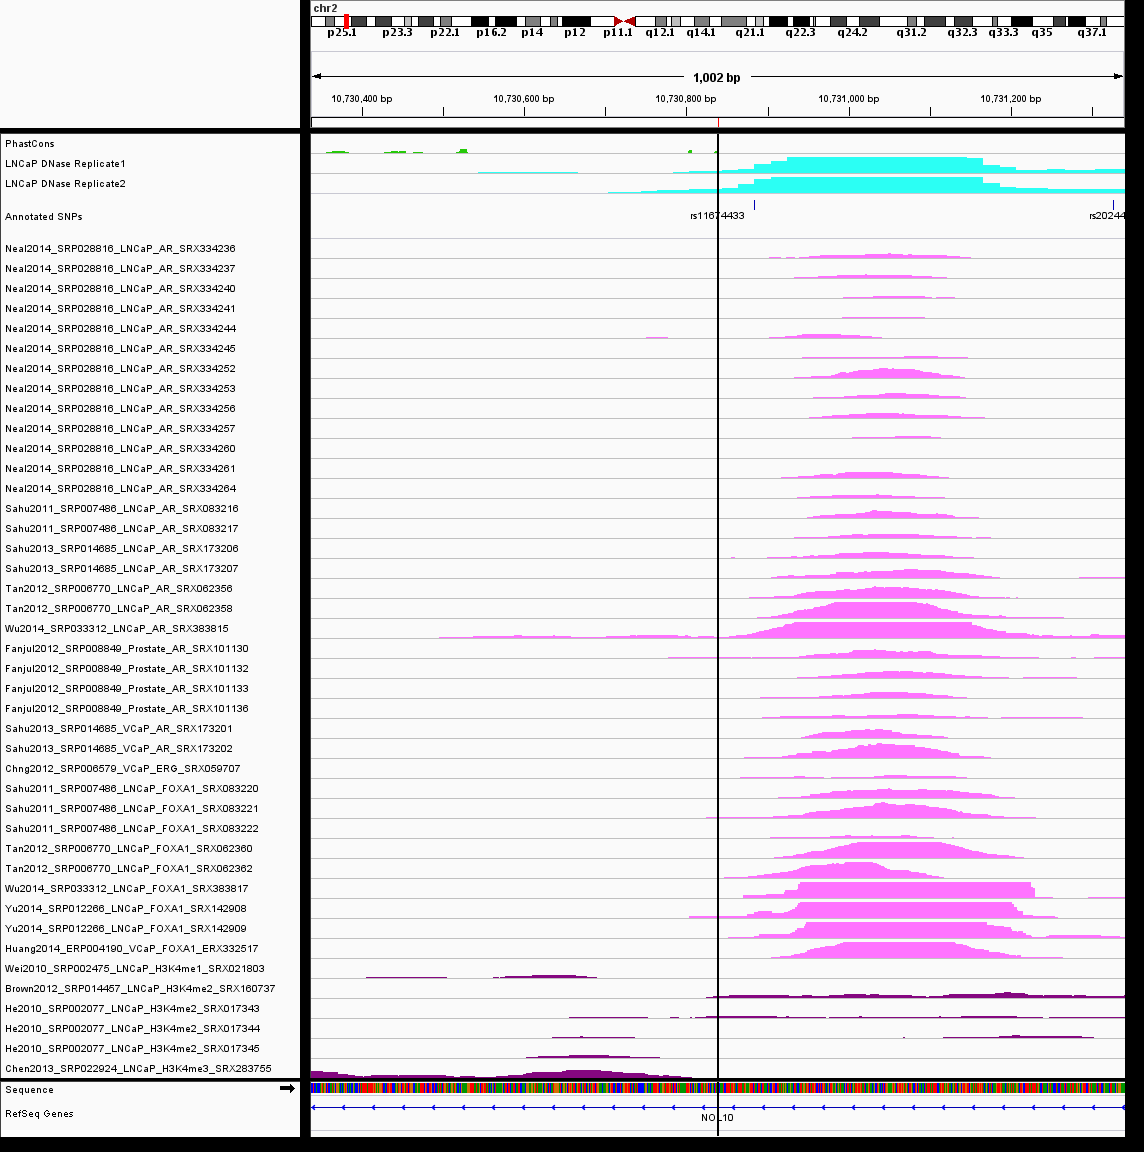 chr2
p25.1 p23.3 p22.1 p16.2 p14 p12 p11.1 q12.1 q14.1 q21.1 q22.3 q24.2 q31.2 q32.3 q33.3 q35 q37.1
1,002 bp
10,730,400 bp 10,730,600 bp 10,730,800 bp 10,731,000 bp 10,731,200 bp
PhastCons
LNCaP DNase Replicate1
LNCaP DNase Replicate2
Annotated SNPs rs11674433 rs20244
Neal2014_SRP028816_LNCaP_AR_SRX334236
Neal2014_SRP028816_LNCaP_AR_SRX334237
Neal2014_SRP028816_LNCaP_AR_SRX334240
Neal2014_SRP028816_LNCaP_AR_SRX334241
Neal2014_SRP028816_LNCaP_AR_SRX334244
Neal2014_SRP028816_LNCaP_AR_SRX334245
Neal2014_SRP028816_LNCaP_AR_SRX334252
Neal2014_SRP028816_LNCaP_AR_SRX334253
Neal2014_SRP028816_LNCaP_AR_SRX334256
Neal2014_SRP028816_LNCaP_AR_SRX334257
Neal2014_SRP028816_LNCaP_AR_SRX334260
Neal2014_SRP028816_LNCaP_AR_SRX334261
Neal2014_SRP028816_LNCaP_AR_SRX334264
Sahu2011_SRP007486_LNCaP_AR_SRX083216
Sahu2011_SRP007486_LNCaP_AR_SRX083217
Sahu2013_SRP014685_LNCaP_AR_SRX173206
Sahu2013_SRP014685_LNCaP_AR_SRX173207
Tan2012_SRP006770_LNCaP_AR_SRX062356
Tan2012_SRP006770_LNCaP_AR_SRX062358
Wu2014_SRP033312_LNCaP_AR_SRX383815
Fanjul2012_SRP008849_Prostate_AR_SRX101130
Fanjul2012_SRP008849_Prostate_AR_SRX101132
Fanjul2012_SRP008849_Prostate_AR_SRX101133
Fanjul2012_SRP008849_Prostate_AR_SRX101136
Sahu2013_SRP014685_VCaP_AR_SRX173201
Sahu2013_SRP014685_VCaP_AR_SRX173202
Chng2012_SRP006579_VCaP_ERG_SRX059707
Sahu2011_SRP007486_LNCaP_FOXA1_SRX083220
Sahu2011_SRP007486_LNCaP_FOXA1_SRX083221
Sahu2011_SRP007486_LNCaP_FOXA1_SRX083222
Tan2012_SRP006770_LNCaP_FOXA1_SRX062360
Tan2012_SRP006770_LNCaP_FOXA1_SRX062362
Wu2014_SRP033312_LNCaP_FOXA1_SRX383817
Yu2014_SRP012266_LNCaP_FOXA1_SRX142908
Yu2014_SRP012266_LNCaP_FOXA1_SRX142909
Huang2014_ERP004190_VCaP_FOXA1_ERX332517
Wei2010_SRP002475_LNCaP_H3K4me1_SRX021803
Brown2012_SRP014457_LNCaP_H3K4me2_SRX160737
He2010_SRP002077_LNCaP_H3K4me2_SRX017343
He2010_SRP002077_LNCaP_H3K4me2_SRX017344
He2010_SRP002077_LNCaP_H3K4me2_SRX017345
Chen2013_SRP022924_LNCaP_H3K4me3_SRX283755
Sequence
RefSeq Genes
NOL10